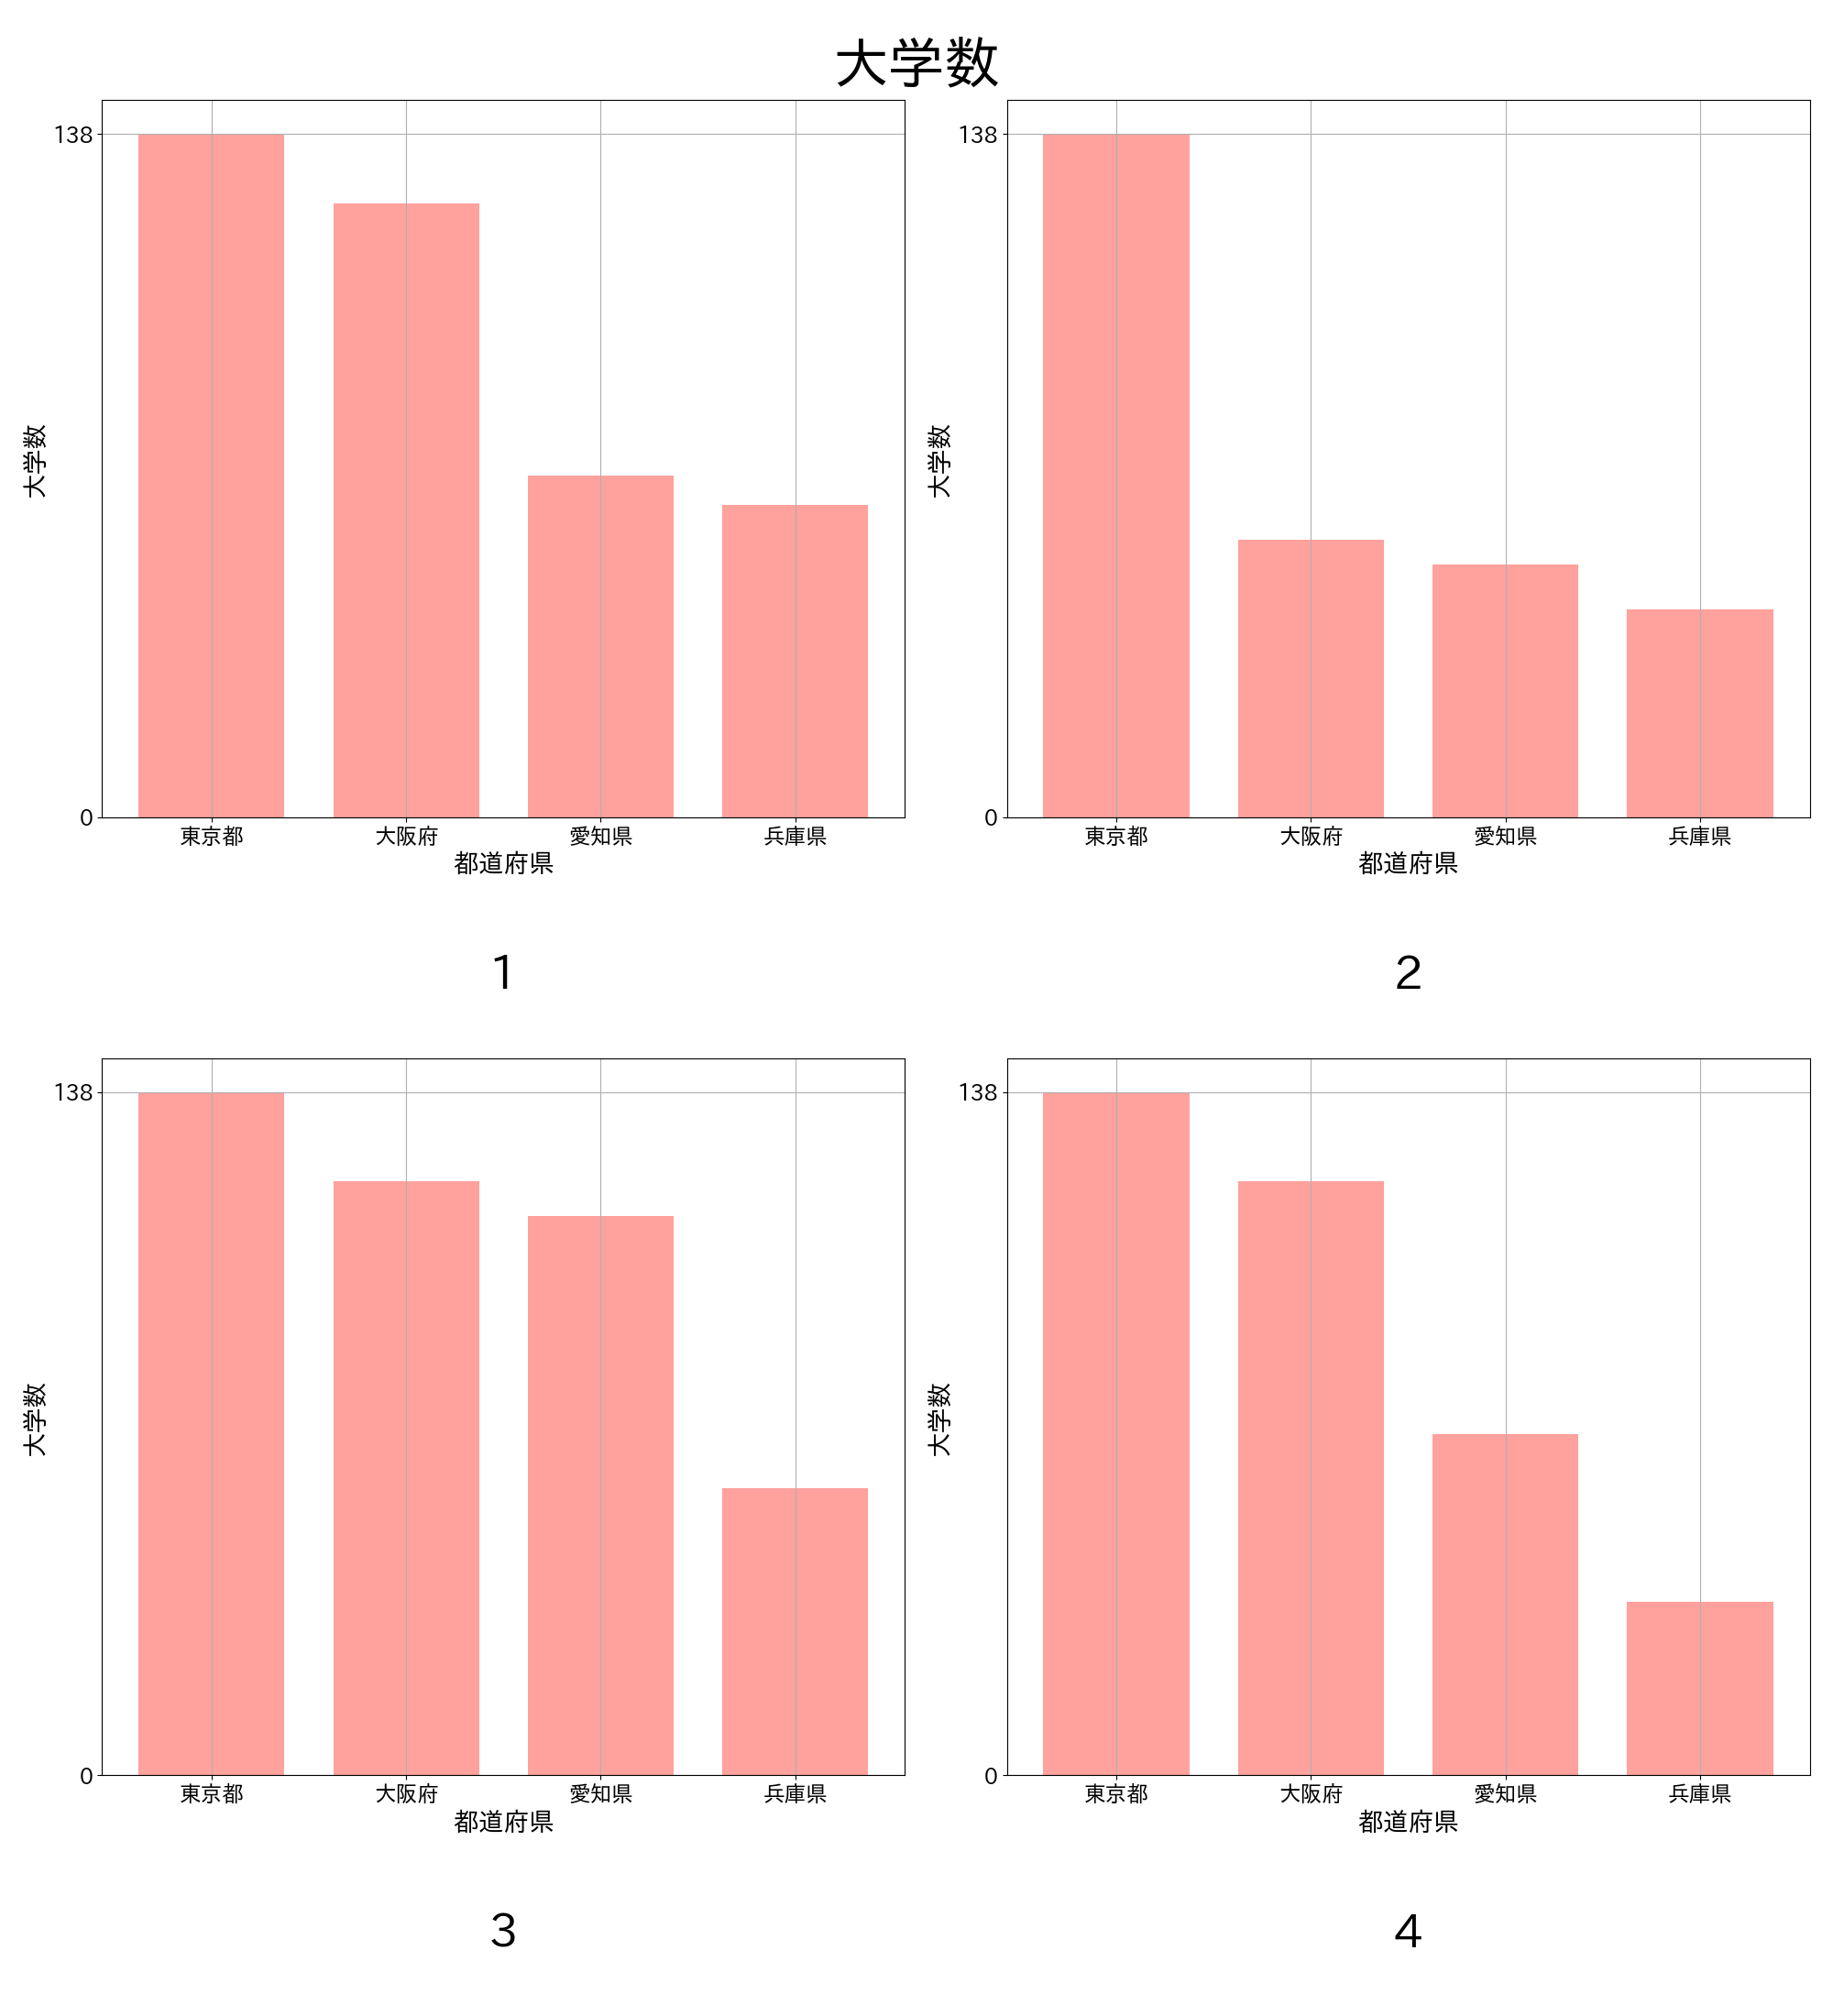 大学数
138
0
大学数
東京都 大阪府 愛知県 兵庫県
都道府県
1
138
0
大学数
東京都 大阪府 愛知県 兵庫県
都道府県
2
138
0
大学数
東京都 大阪府 愛知県 兵庫県
都道府県
3
138
0
大学数
東京都 大阪府 愛知県 兵庫県
都道府県
4